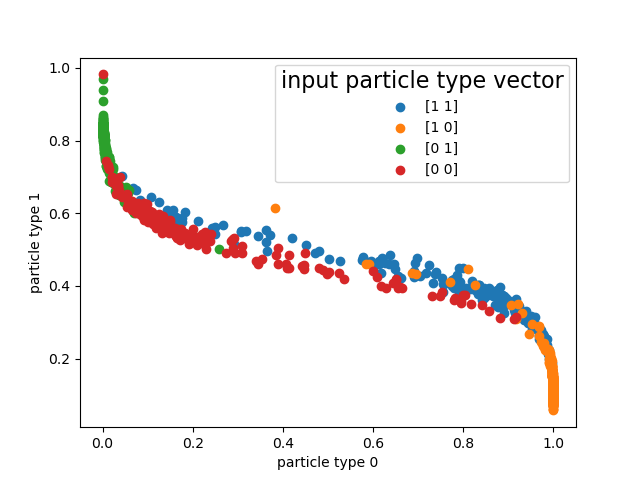 input particle type vector
[1 1]
[1 0]
[0 1]
[0 0]
1.0
0.8
0.6
0.4
0.2
particle type 1
0.0 0.2 0.4 0.6 0.8 1.0
particle type 0